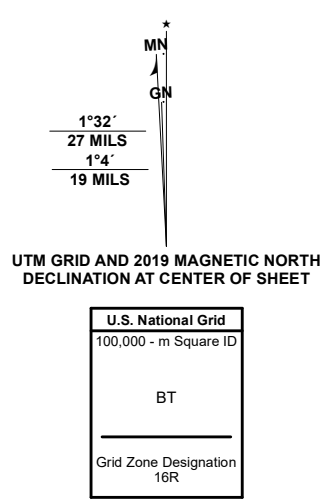 MN
GN
1°32´
27 MILS
1°4´
19 MILS
UTM GRID AND 2019 MAGNETIC NORTH
DECLINATION AT CENTER OF SHEET
U.S. National Grid
100,000 - m Square ID
BT
Grid Zone Designation
16R